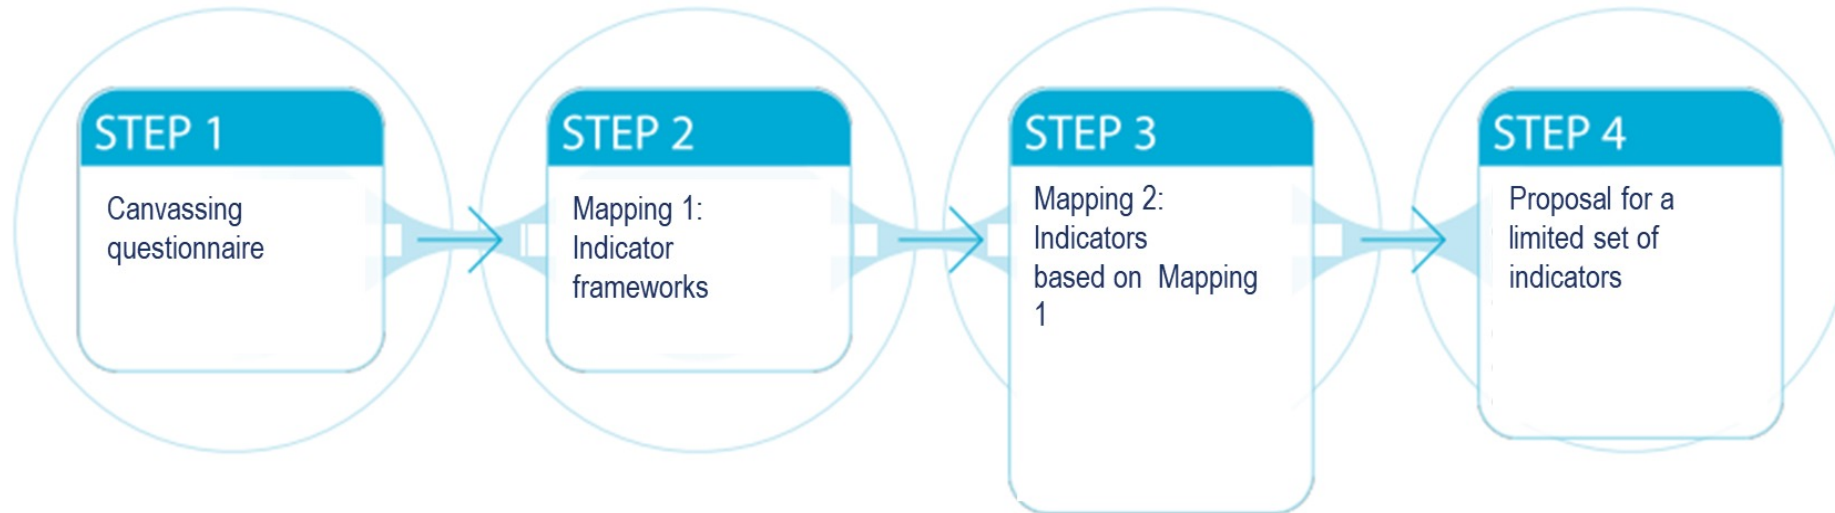 STEP 1
Canvassing
questionnaire
STEP 2
Mapping 1:
Indicator
frameworks
STEP 3
Mapping 2:
Indicators
based on  Mapping
1
STEP 4
Proposal for a
limited set of
indicators